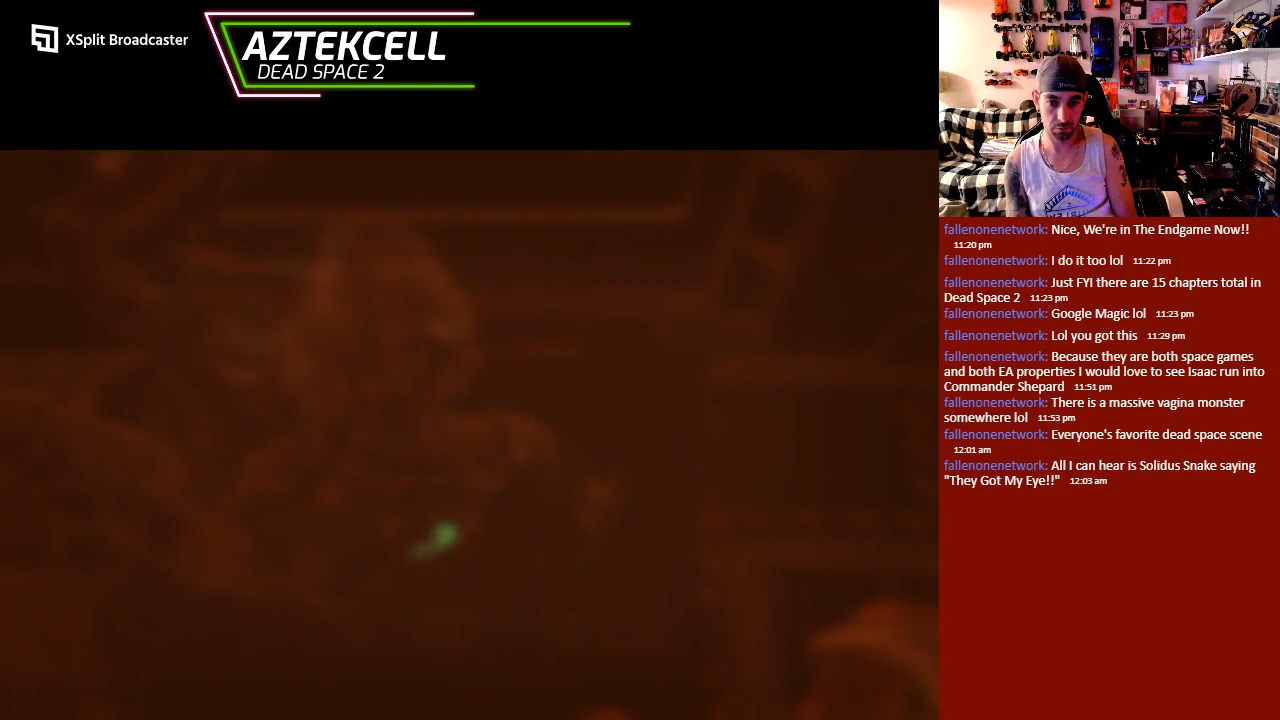 XSplit Broadcaster
AZTEKCELL
DEAD SPACE 2
fallenonenetwork: Nice, We're in The Endgame Now!!
11:20 pm
fallenonenetwork: I do it too lol 11:22 pm
fallenonenetwork: Just FYI there are 15 chapters total in
Dead Space 2 11:23 pm
fallenonenetwork: Google Magic lol 11:23 pm
fallenonenetwork: Lol you got this 11:29 pm
fallenonenetwork: Because they are both space games
and both EA properties I would love to see Isaac run into
Commander Shepard 11:51 pm
fallenonenetwork: There is a massive vagina monster
somewhere lol 11:53 pm
fallenonenetwork: Everyone's favorite dead space scene
12:01 am
fallenonenetwork: All I can hear is Solidus Snake saying
"They Got My Eye!!" 12:03 am